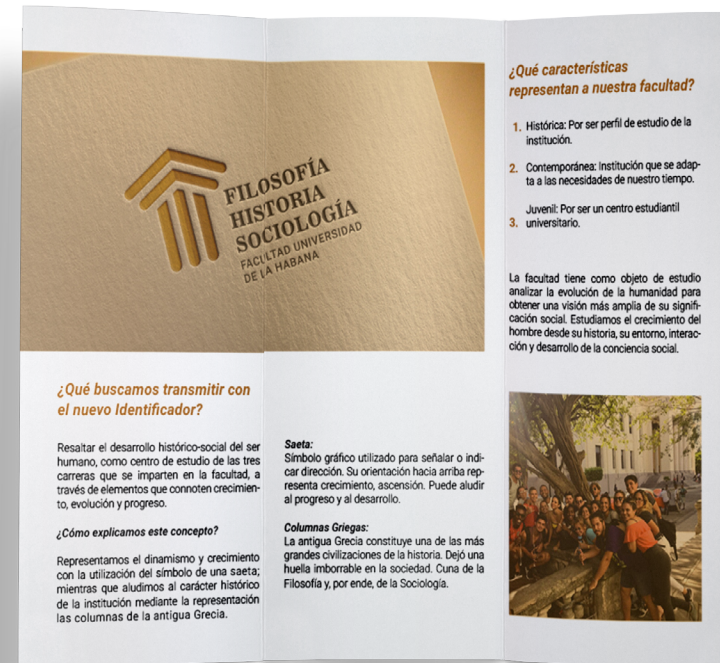 FILOSOFÍA
HISTORIA
SOCIOLOGÍA
FACULTAD UNIVERSIDAD
DE LA HABANA
¿Qué buscamos transmitir con
el nuevo Identificador?
Resaltar el desarrollo histórico-social del ser
humano, como centro de estudio de las tres
carreras que se imparten en la facultad, a
través de elementos que connoten crecimien-
to, evolución y progreso.
¿Cómo explicamos este concepto?
Representamos el dinamismo y crecimiento
con la utilización del símbolo de una saeta;
mientras que aludimos al carácter histórico
de la institución mediante la representación
las columnas de la antigua Grecia.
Saeta:
Símbolo gráfico utilizado para señalar o indi-
car dirección. Su orientación hacia arriba rep-
resenta crecimiento, ascensión. Puede aludir
al progreso y al desarrollo.
Columnas Griegas:
La antigua Grecia constituye una de las más
grandes civilizaciones de la historia. Dejó una
huella imborrable en la sociedad. Cuna de la
Filosofía y, por ende, de la Sociología.
¿Qué características
representan a nuestra facultad?
1. Histórica: Por ser perfil de estudio de la
institución.
2. Contemporánea: Institución que se adap-
ta a las necesidades de nuestro tiempo.
Juvenil: Por ser un centro estudiantil
3. universitario.
La facultad tiene como objeto de estudio
analizar la evolución de la humanidad para
obtener una visión más amplia de su signifi-
cación social. Estudiamos el crecimiento del
hombre desde su historia, su entorno, interac-
ción y desarrollo de la conciencia social.